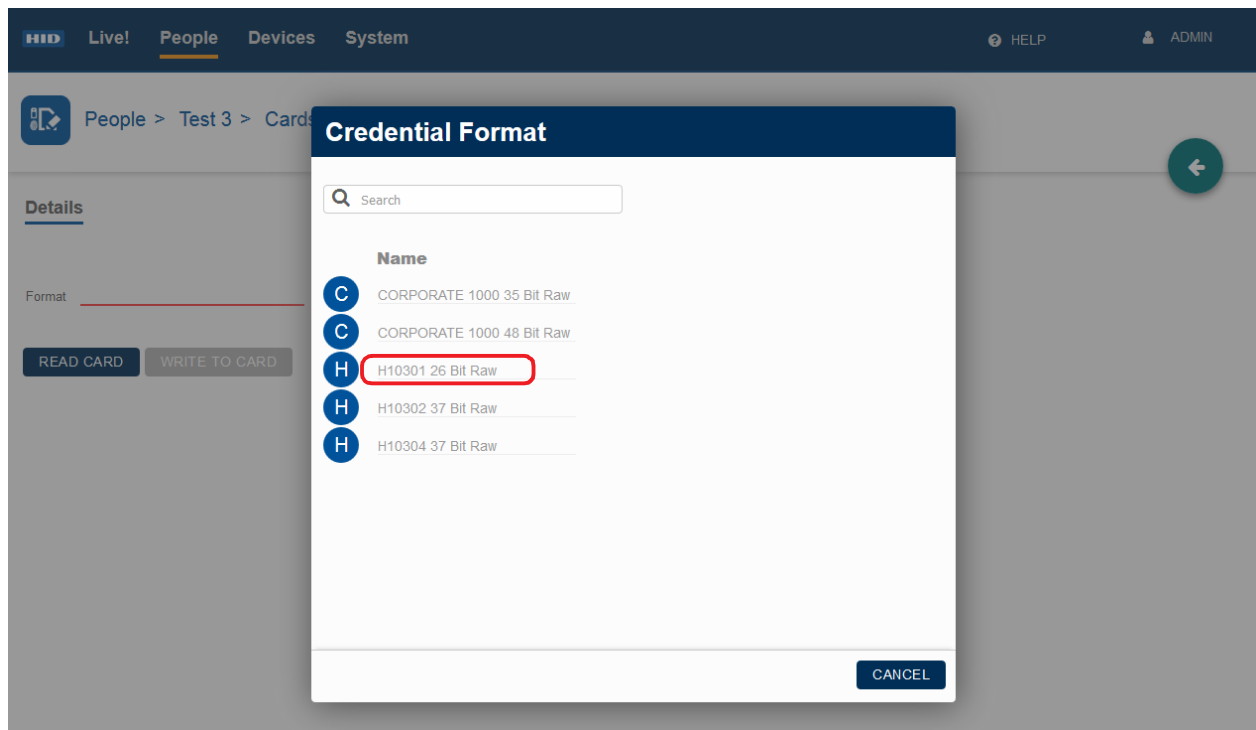 HID Live! People Devices System HELP ADMIN
People > Test 3 > Cards
Credential Format
Search
Details
Name
Format
C CORPORATE 1000 35 Bit Raw
C CORPORATE 1000 48 Bit Raw
READ CARD WRITE TO CARD
H H10301 26 Bit Raw
H H10302 37 Bit Raw
H H10304 37 Bit Raw
CANCEL